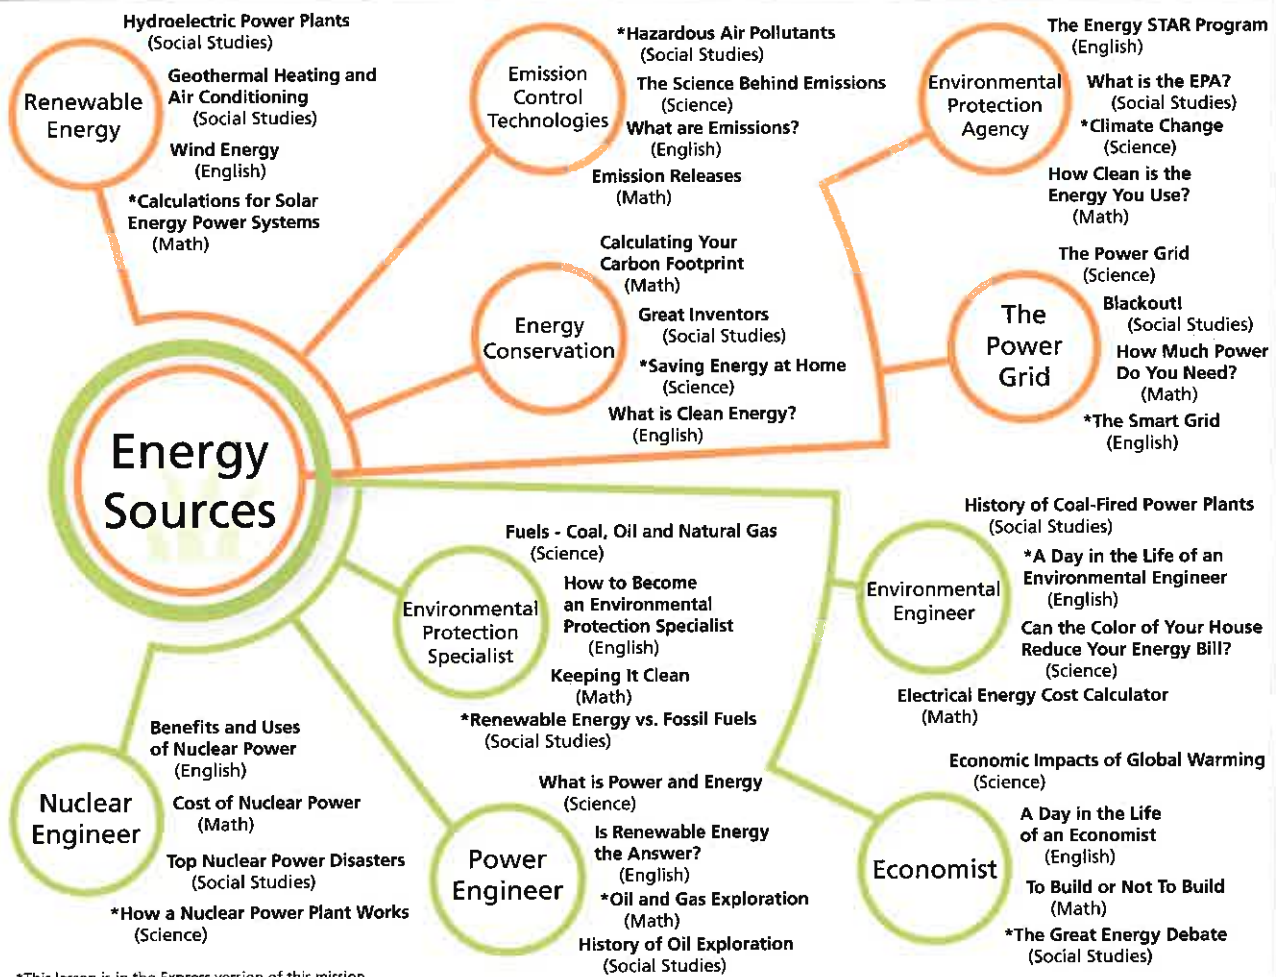 Hydroelectric Power Plants
(Social Studies)
Renewable
Energy
Geothermal Heating and
Air Conditioning
(Social Studies)
Wind Energy
(English)
*Calculations for Solar
Energy Power Systems
(Math)
Emission
Control
Technologies
*Hazardous Air Pollutants
(Social Studies)
The Science Behind Emissions
(Science)
What are Emissions?
(English)
Emission Releases
(Math)
Environmental
Protection
Agency
The Energy STAR Program
(English)
What is the EPA?
(Social Studies)
*Climate Change
(Science)
How Clean is the
Energy You Use?
(Math)
Energy
Conservation
Calculating Your
Carbon Footprint
(Math)
Great Inventors
(Social Studies)
*Saving Energy at Home
(Science)
What is Clean Energy?
(English)
The
Power
Grid
The Power Grid
(Science)
Blackout!
(Social Studies)
How Much Power
Do You Need?
(Math)
*The Smart Grid
(English)
Energy
Sources
Environmental
Protection
Specialist
Fuels - Coal, Oil and Natural Gas
(Science)
How to Become
an Environmental
Protection Specialist
(English)
Keeping It Clean
(Math)
*Renewable Energy vs. Fossil Fuels
(Social Studies)
Environmental
Engineer
History of Coal-Fired Power Plants
(Social Studies)
*A Day in the Life of an
Environmental Engineer
(English)
Can the Color of Your House
Reduce Your Energy Bill?
(Science)
Electrical Energy Cost Calculator
(Math)
Nuclear
Engineer
Benefits and Uses
of Nuclear Power
(English)
Cost of Nuclear Power
(Math)
Top Nuclear Power Disasters
(Social Studies)
*How a Nuclear Power Plant Works
(Science)
Power
Engineer
What is Power and Energy
(Science)
Is Renewable Energy
the Answer?
(English)
*Oil and Gas Exploration
(Math)
History of Oil Exploration
(Social Studies)
Economist
Economic Impacts of Global Warming
(Science)
A Day in the Life
of an Economist
(English)
To Build or Not To Build
(Math)
*The Great Energy Debate
(Social Studies)
*This lesson is in the Express version of this mission